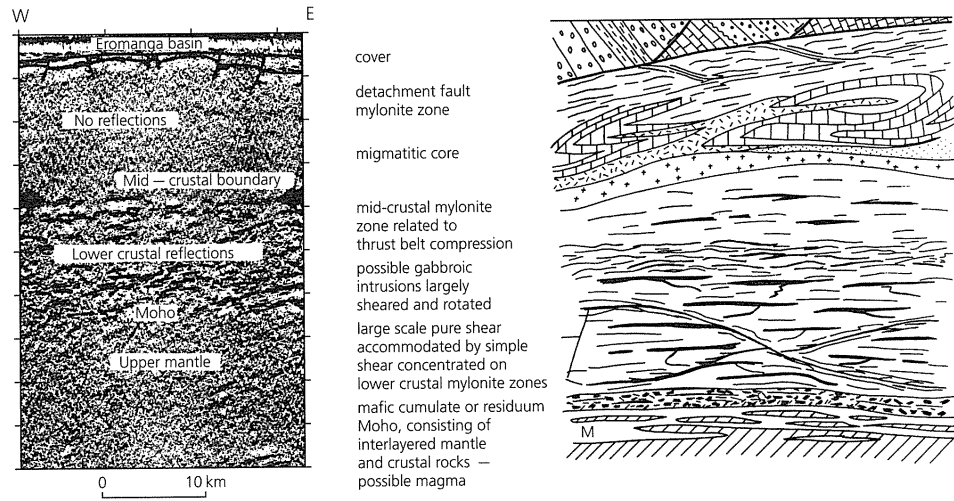 W
E
Eromanga basin
No reflections
Mid — crustal boundary
Lower crustal reflections
Moho
Upper mantle
0 10 km
cover
detachment fault
mylonite zone
migmatitic core
mid-crustal mylonite
zone related to
thrust belt compression
possible gabbroic
intrusions largely
sheared and rotated
large scale pure shear
accommodated by simple
shear concentrated on
lower crustal mylonite zones
mafic cumulate or residuum
Moho, consisting of
interlayered mantle
and crustal rocks —
possible magma
M